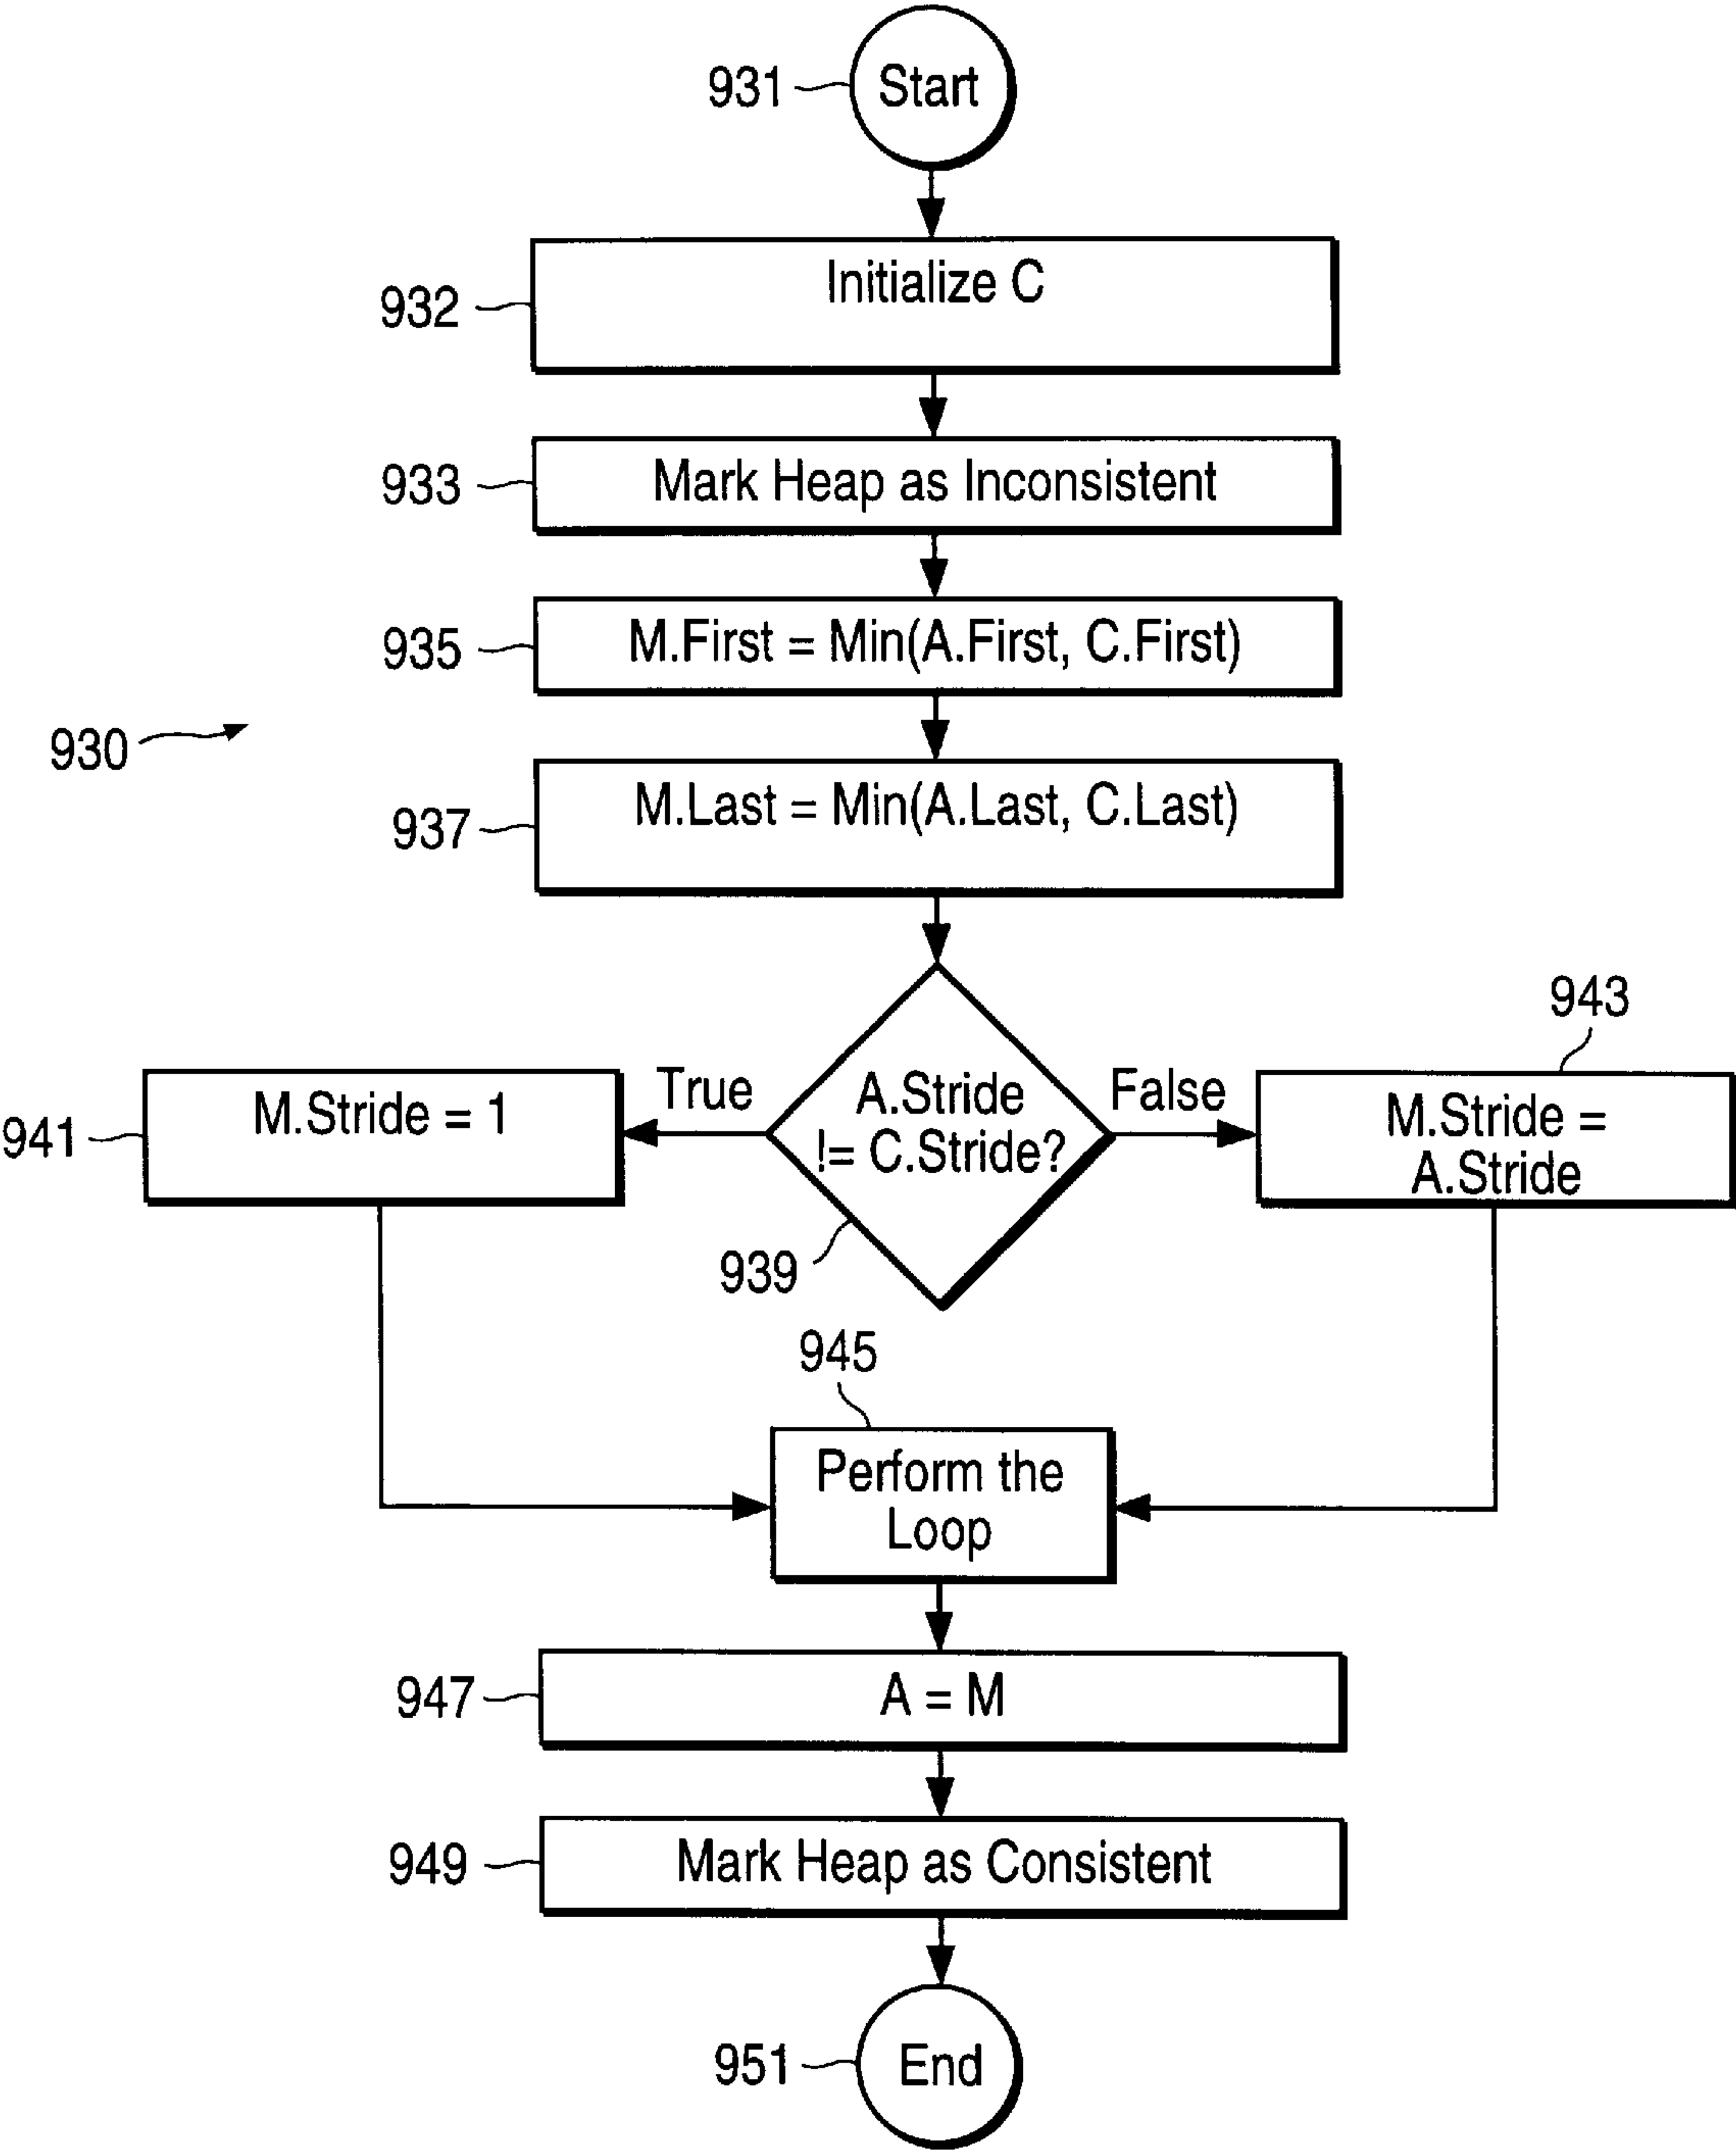 931
Start
932
Initialize C
933
Mark Heap as Inconsistent
935
M.First = Min(A.First, C.First)
930
937
M.Last = Min(A.Last, C.Last)
943
941
M.Stride = 1
True
A.Stride
!= C.Stride?
False
M.Stride =
A.Stride
939
945
Perform the
Loop
947
A = M
949
Mark Heap as Consistent
951
End